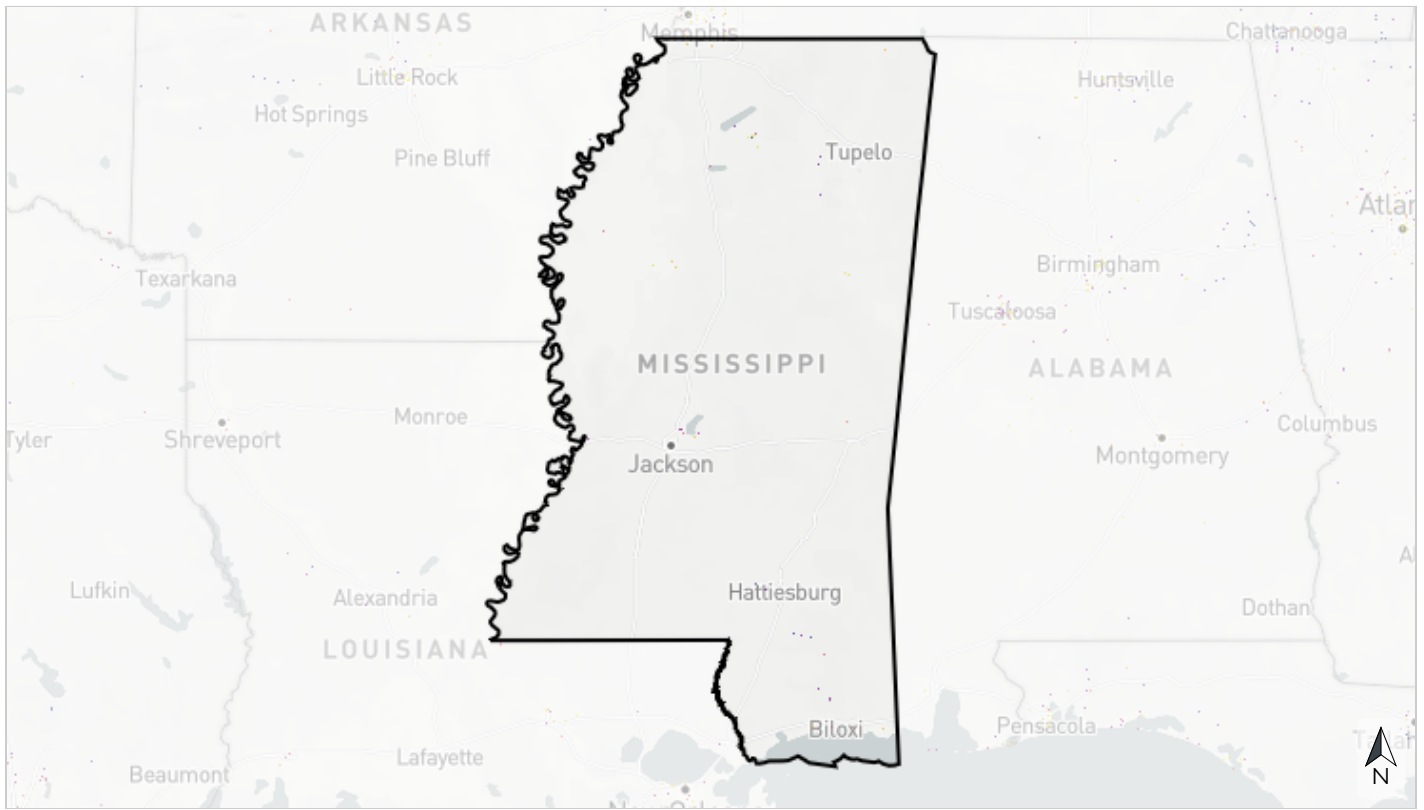 ARKANSAS
Memphis
Chattanooga
Little Rock
Huntsville
Hot Springs
Pine Bluff
Tupelo
Atlan
Birmingham
Texarkana
Tuscaloosa
MISSISSIPPI
ALABAMA
Monroe
Columbus
Tyler
Shreveport
Jackson
Montgomery
Lufkin
Alexandria
Hattiesburg
Dothan
LOUISIANA
Biloxi
Pensacola
Lafayette
Beaumont
N